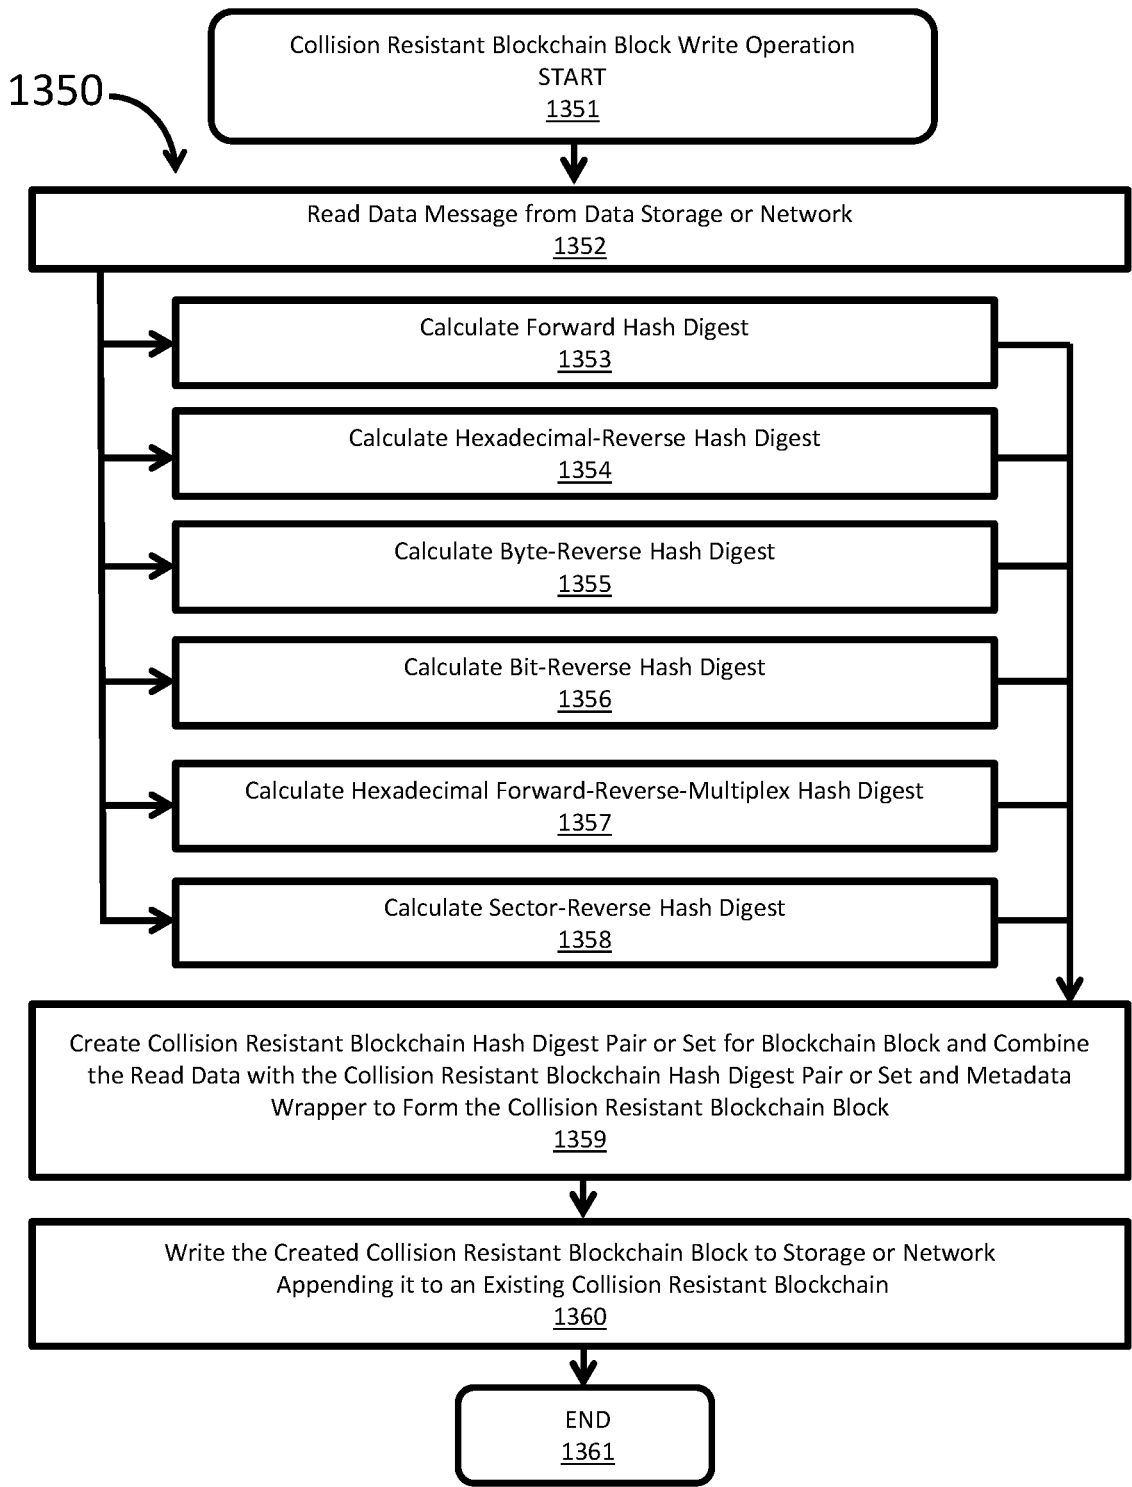 Collision Resistant Blockchain Block Write Operation
START
1351
1350
Read Data Message from Data Storage or Network
1352
Calculate Forward Hash Digest
1353
Calculate Hexadecimal-Reverse Hash Digest
1354
Calculate Byte-Reverse Hash Digest
1355
Calculate Bit-Reverse Hash Digest
1356
Calculate Hexadecimal Forward-Reverse-Multiplex Hash Digest
1357
Calculate Sector-Reverse Hash Digest
1358
Create Collision Resistant Blockchain Hash Digest Pair or Set for Blockchain Block and Combine
the Read Data with the Collision Resistant Blockchain Hash Digest Pair or Set and Metadata
Wrapper to Form the Collision Resistant Blockchain Block
1359
Write the Created Collision Resistant Blockchain Block to Storage or Network
Appending it to an Existing Collision Resistant Blockchain
1360
END
1361